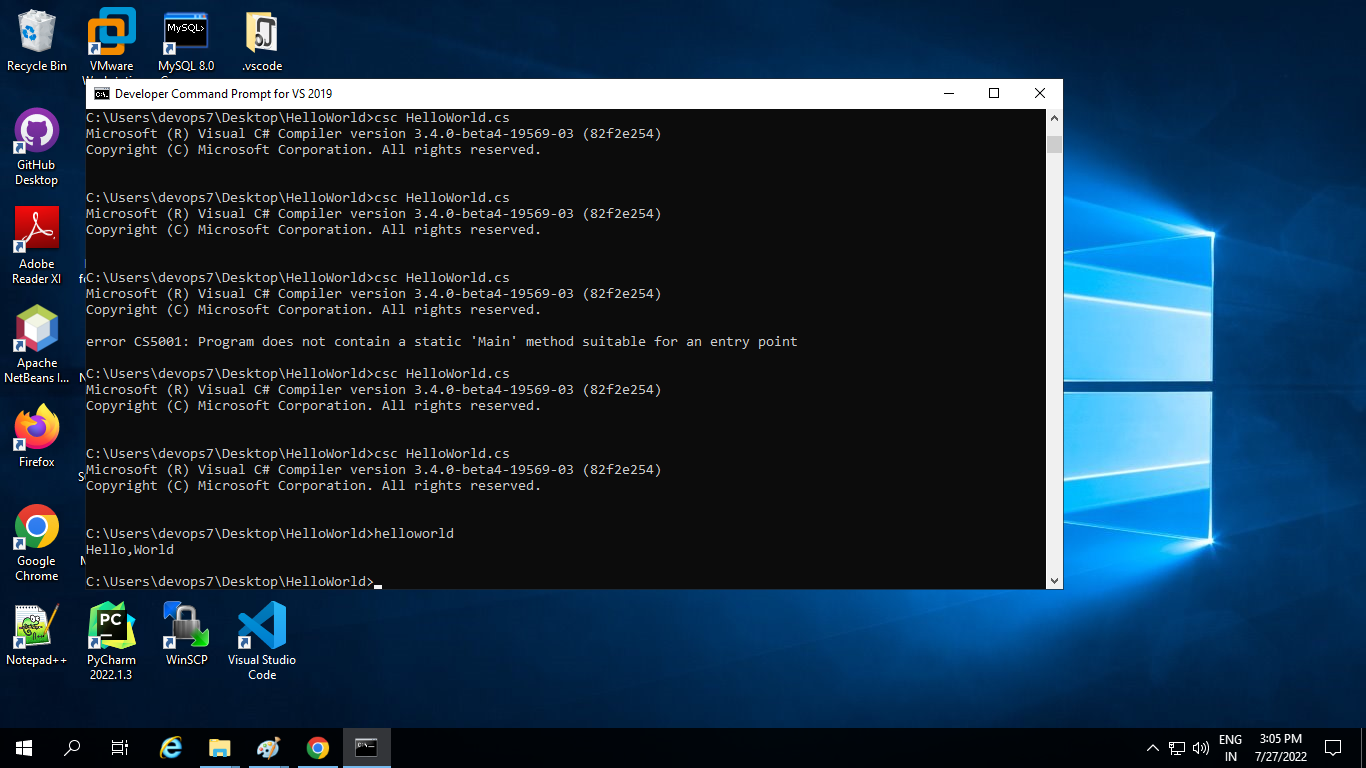 Recycle Bin
VMware
MySQL>
MySQL 8.0
.vscode
Developer Command Prompt for VS 2019
C:\Users\devops7\Desktop\HelloWorld>csc HelloWorld.cs
Microsoft (R) Visual C# Compiler version 3.4.0-beta4-19569-03 (82f2e254)
Copyright (C) Microsoft Corporation. All rights reserved.
C:\Users\devops7\Desktop\HelloWorld>csc HelloWorld.cs
Microsoft (R) Visual C# Compiler version 3.4.0-beta4-19569-03 (82f2e254)
Copyright (C) Microsoft Corporation. All rights reserved.
C:\Users\devops7\Desktop\HelloWorld>csc HelloWorld.cs
Microsoft (R) Visual C# Compiler version 3.4.0-beta4-19569-03 (82f2e254)
Copyright (C) Microsoft Corporation. All rights reserved.
error CS5001: Program does not contain a static 'Main' method suitable for an entry point
C:\Users\devops7\Desktop\HelloWorld>csc HelloWorld.cs
Microsoft (R) Visual C# Compiler version 3.4.0-beta4-19569-03 (82f2e254)
Copyright (C) Microsoft Corporation. All rights reserved.
C:\Users\devops7\Desktop\HelloWorld>csc HelloWorld.cs
Microsoft (R) Visual C# Compiler version 3.4.0-beta4-19569-03 (82f2e254)
Copyright (C) Microsoft Corporation. All rights reserved.
C:\Users\devops7\Desktop\HelloWorld>helloworld
Hello,World
C:\Users\devops7\Desktop\HelloWorld>
GitHub
Desktop
Adobe
Reader XI
Apache
NetBeans I...
Firefox
Google
Chrome
Notepad++
PC
PyCharm
2022.1.3
WinSCP
Visual Studio
Code
ENG
IN
3:05 PM
7/27/2022